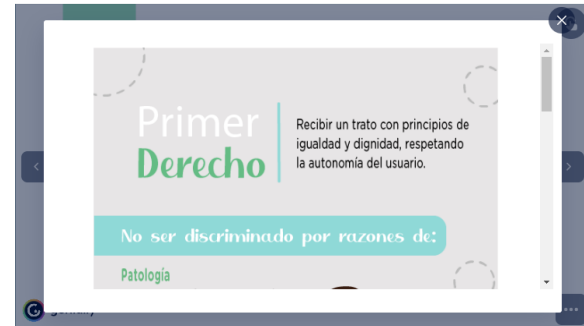 Primer
Derecho
Recibir un trato con principios de
igualdad y dignidad, respetando
la autonomía del usuario.
No ser discriminado por razones de:
Patología